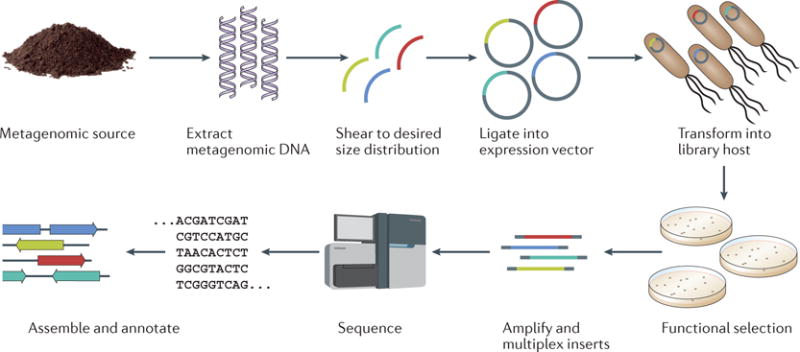 Metagenomic source
Extract
metagenomic DNA
Shear to desired
size distribution
Ligate into
expression vector
Transform into
library host
...ACGATCGAT
CGTCCATGC
TAACACTCT
GGCGTACTC
TCGGGTCAG...
Assemble and annotate
Sequence
Amplify and
multiplex inserts
Functional selection